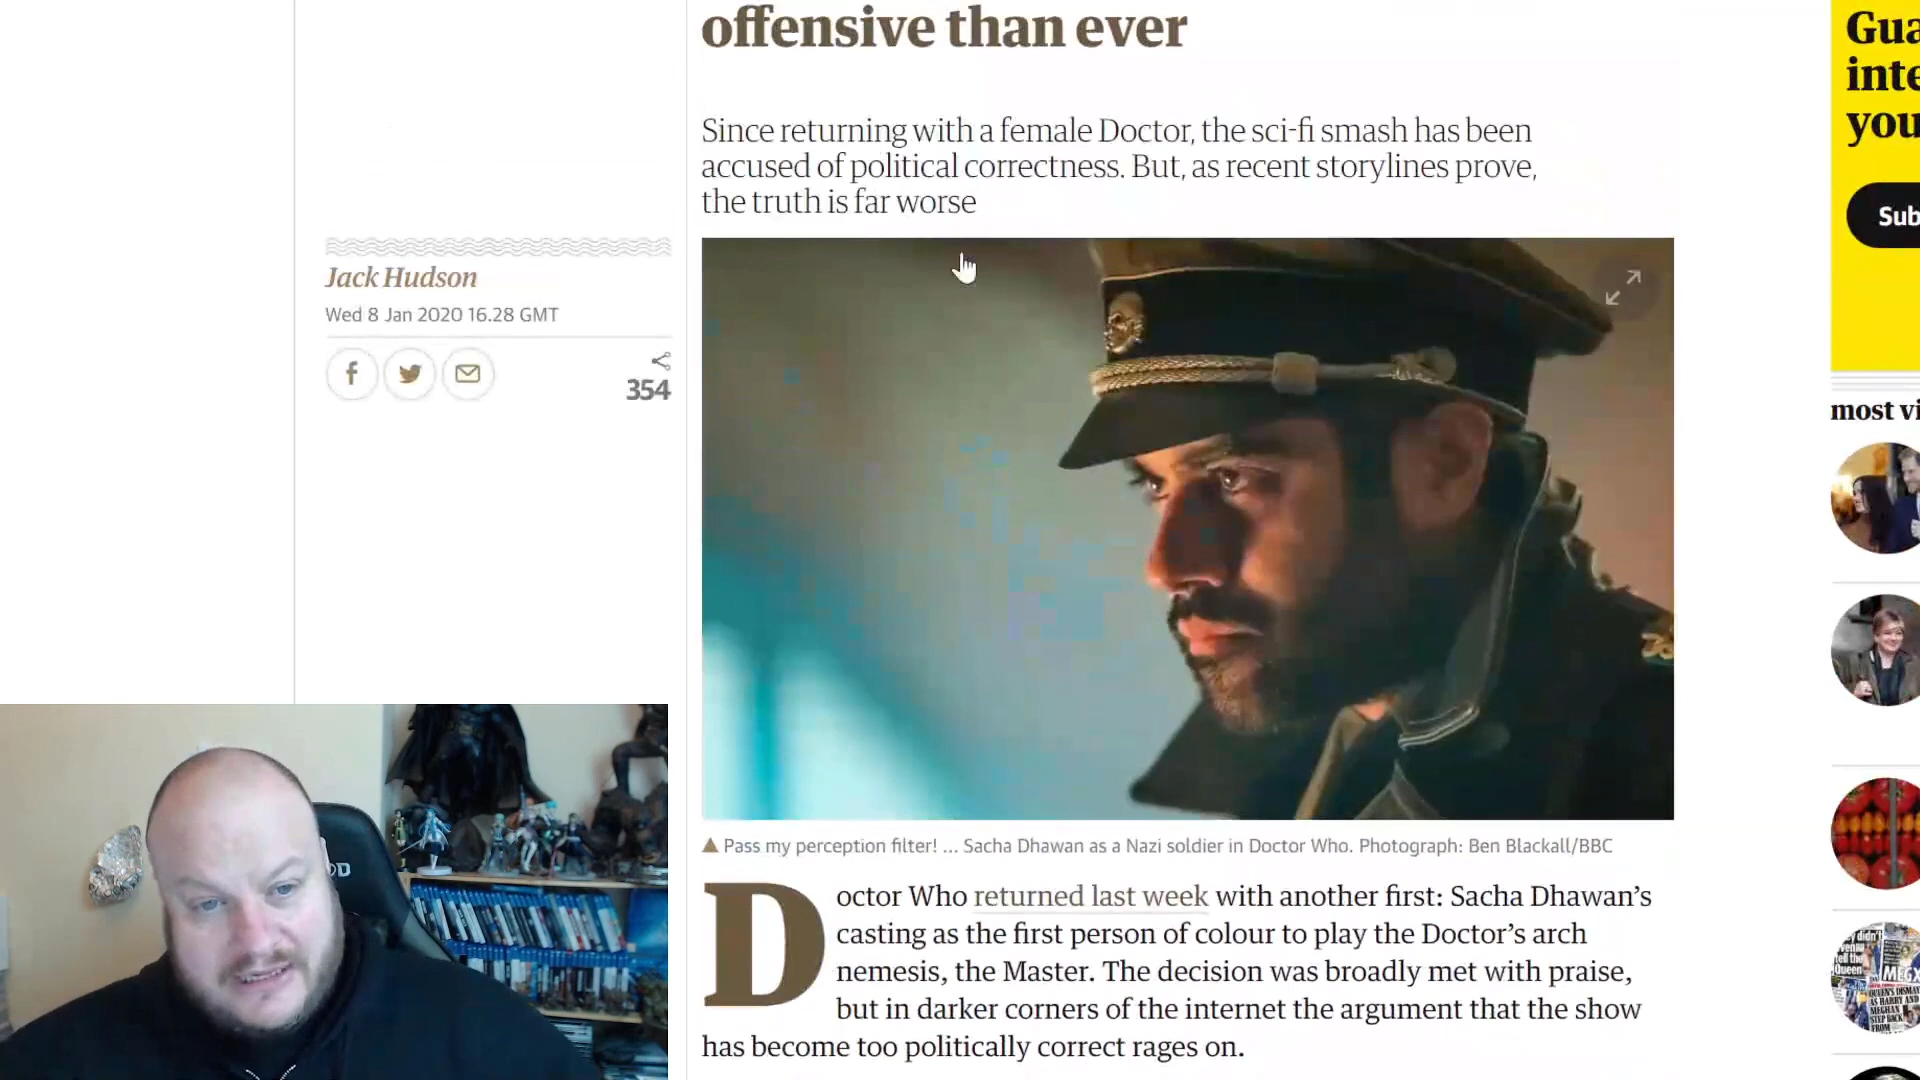 offensive than ever
Since returning with a female Doctor, the sci-fi smash has been
accused of political correctness. But, as recent storylines prove,
the truth is far worse
Jack Hudson
Wed 8 Jan 2020 16.28 GMT
354
▲ Pass my perception filter! … Sacha Dhawan as a Nazi soldier in Doctor Who. Photograph: Ben Blackall/BBC
Doctor Who returned last week with another first: Sacha Dhawan’s
casting as the first person of colour to play the Doctor’s arch
nemesis, the Master. The decision was broadly met with praise,
but in darker corners of the internet the argument that the show
has become too politically correct rages on.
Gua
inte
you
Sub
most vi